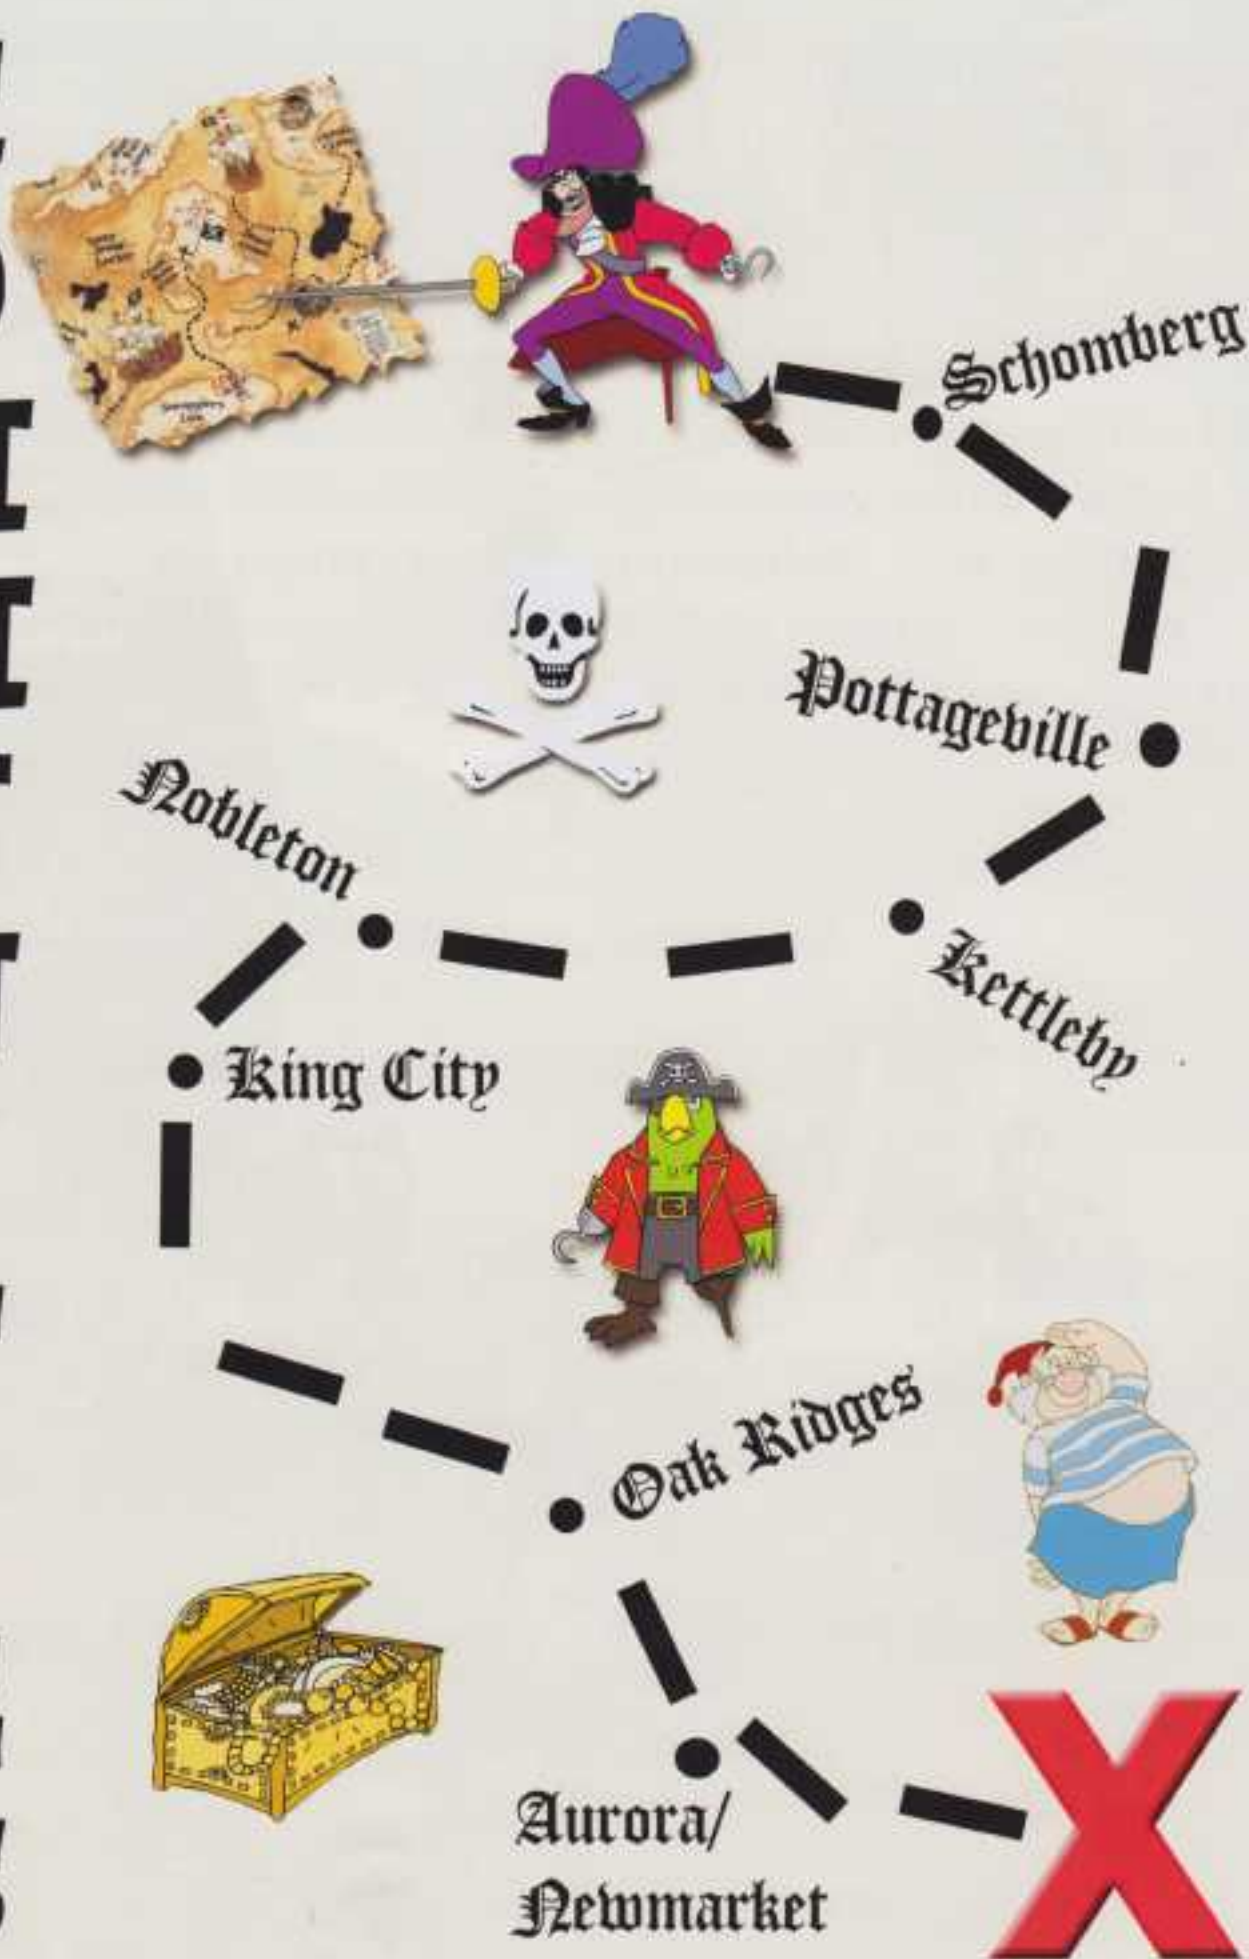 Schomberg
Pottageville
Nobleton
Kettleby
King City
Oak Ridges
Aurora/
Newmarket
X